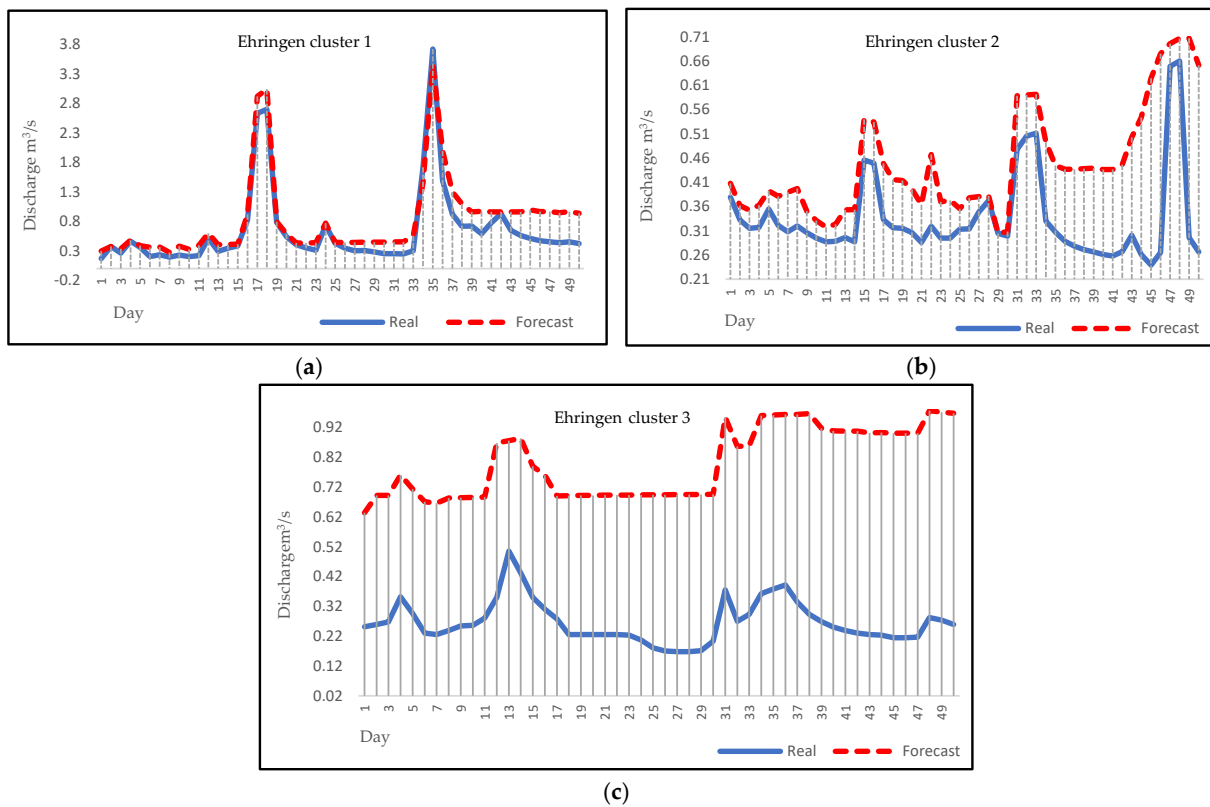 Ehringen cluster 1
Discharge m³/s
3.8
3.3
2.8
2.3
1.8
1.3
0.8
0.3
-0.2
1 3 5 7 9 11 13 15 17 19 21 23 25 27 29 31 33 35 37 39 41 43 45 47 49
Day
Real Forecast
(a)
Ehringen cluster 2
Discharge m³/s
0.71
0.66
0.61
0.56
0.51
0.46
0.41
0.36
0.31
0.26
0.21
1 3 5 7 9 11 13 15 17 19 21 23 25 27 29 31 33 35 37 39 41 43 45 47 49
Day
Real Forecast
(b)
Ehringen cluster 3
Dischargem³/s
0.92
0.82
0.72
0.62
0.52
0.42
0.32
0.22
0.12
0.02
1 3 5 7 9 11 13 15 17 19 21 23 25 27 29 31 33 35 37 39 41 43 45 47 49
Day
Real Forecast
(c)